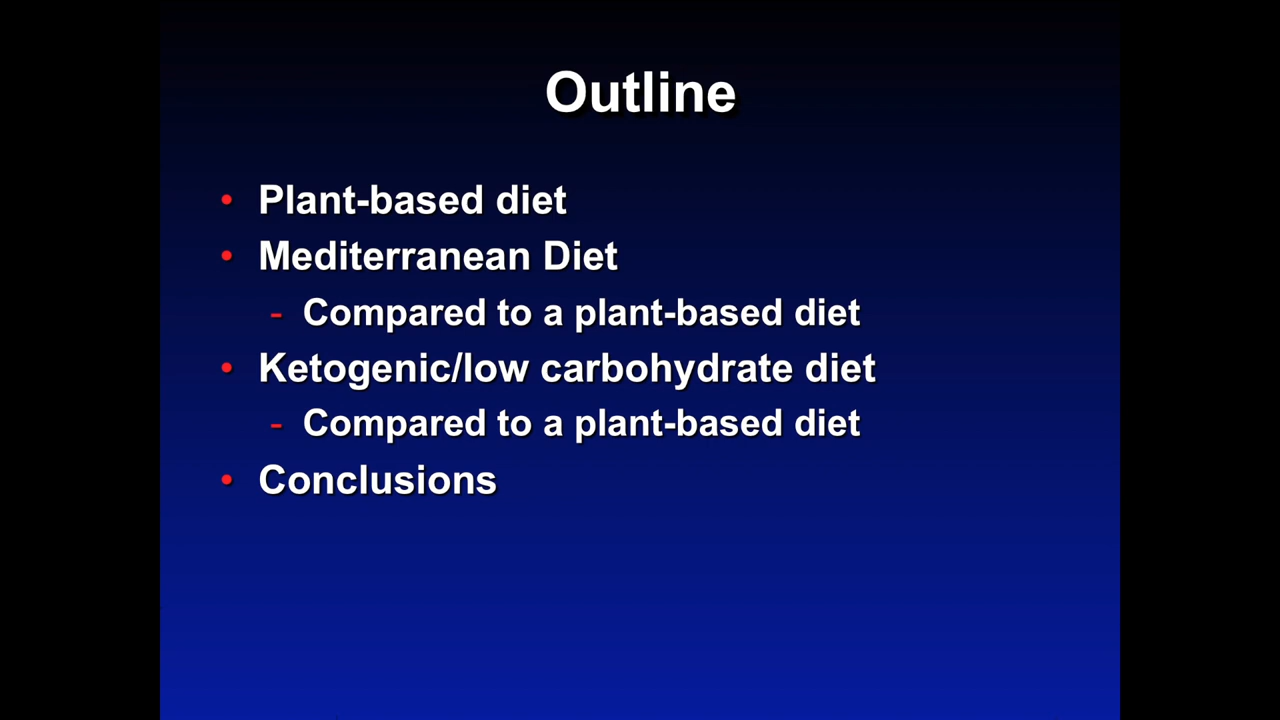 Outline
• Plant-based diet
• Mediterranean Diet
- Compared to a plant-based diet
• Ketogenic/low carbohydrate diet
- Compared to a plant-based diet
• Conclusions